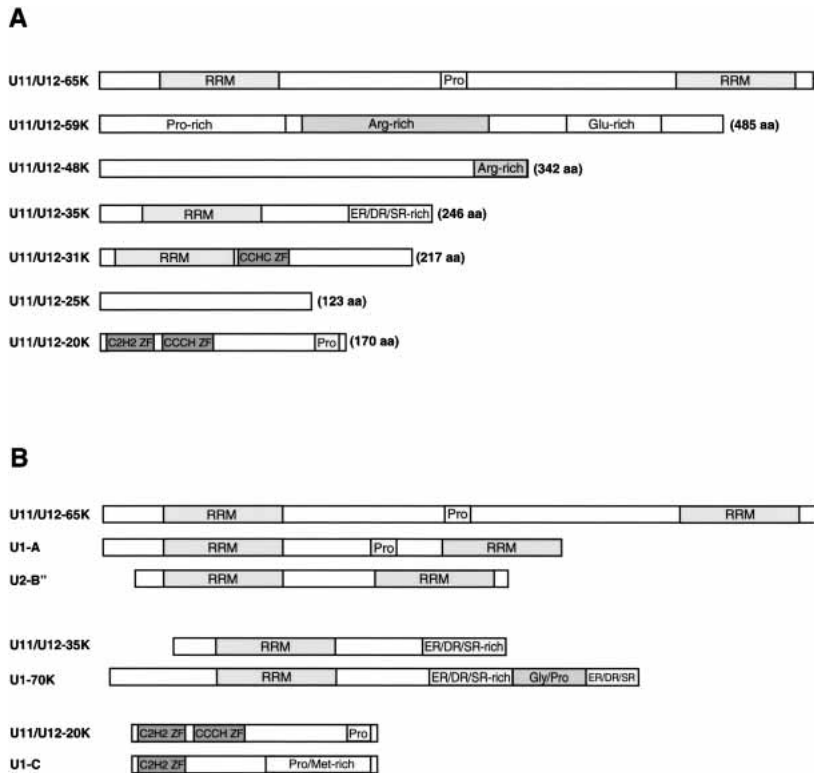 A
U11/U12-65K RRM Pro RRM
U11/U12-59K Pro-rich Arg-rich Glu-rich (485 aa)
U11/U12-48K Arg-rich (342 aa)
U11/U12-35K RRM ER/DR/SR-rich (246 aa)
U11/U12-31K RRM CCHC ZF (217 aa)
U11/U12-25K (123 aa)
U11/U12-20K C2H2 ZF CCCH ZF Pro (170 aa)
B
U11/U12-65K RRM Pro RRM
U1-A RRM Pro RRM
U2-B" RRM RRM
U11/U12-35K RRM ER/DR/SR-rich
U1-70K RRM ER/DR/SR-rich Gly/Pro ER/DR/SR
U11/U12-20K C2H2 ZF CCCH ZF Pro
U1-C C2H2 ZF Pro/Met-rich